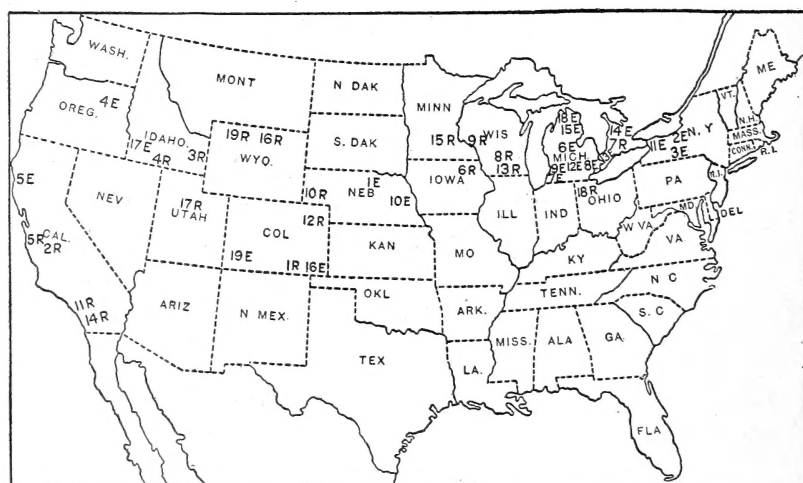 WASH.
ME
MONT
N DAK
MINN
VT.
OREG.
4E
18E
15E
N.H.
WIS
14E
MASS.
IDAHO.
19R 16R
S. DAK
15R
9R
6E
7R
11E
2E
N.Y
CONN.
17E
4R
3R
WYO.
8R
MICH.
3E
R.I.
13R
9E
12E
8E
7E
5E
IOWA
6R
1E
NEB
10R
10E
18R
OHIO
PA
N.J.
NEV
17R
UTAH
12R
ILL
IND
MD.
DEL
COL
W VA.
5R
CAL.
2R
KAN
MO
VA
19E
1R 16E
KY
11R
14R
OKL
TENN.
N C
ARIZ
N MEX.
ARK.
S. C
MISS.
ALA
GA.
TEX
LA.
FLA